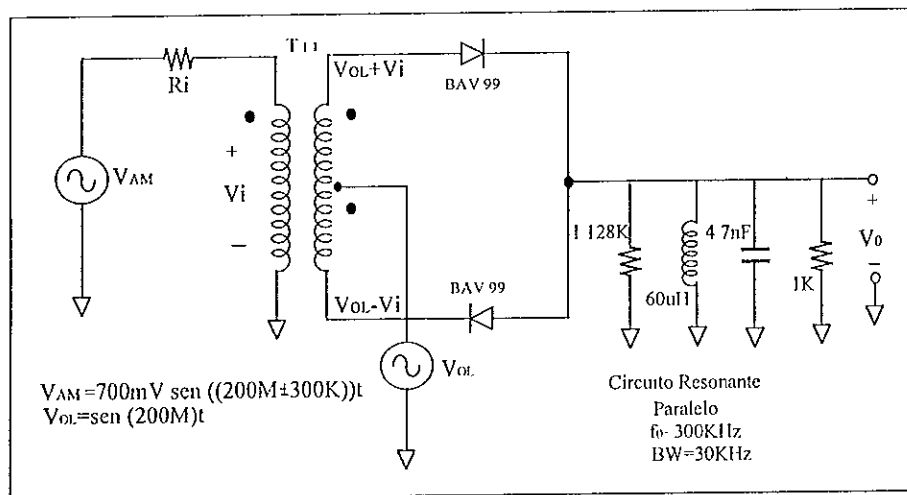 T11
Ri
VOL+Vi
BAV 99
VAM
+
Vi
−
1 128K
4 7nF
60uH
1K
+
V0
−
BAV 99
VOL-Vi
VOL
VAM=700mV sen ((200M±300K))t
VOL=sen (200M)t
Circuito Resonante
Paralelo
f0- 300KHz
BW=30KHz